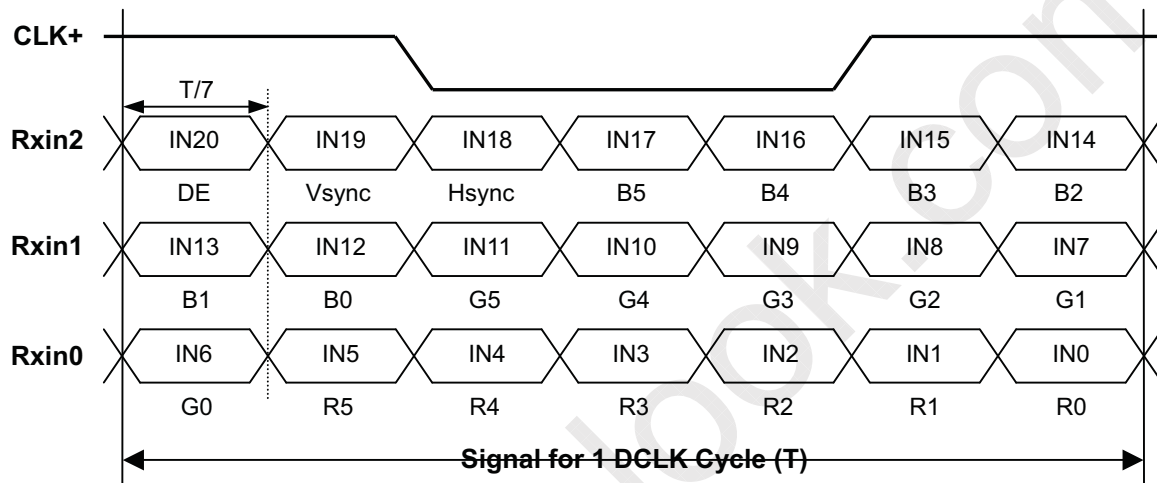 CLK+
T/7
Rxin2 IN20 IN19 IN18 IN17 IN16 IN15 IN14
DE Vsync Hsync B5 B4 B3 B2
Rxin1 IN13 IN12 IN11 IN10 IN9 IN8 IN7
B1 B0 G5 G4 G3 G2 G1
Rxin0 IN6 IN5 IN4 IN3 IN2 IN1 IN0
G0 R5 R4 R3 R2 R1 R0
Signal for 1 DCLK Cycle (T)
look.com